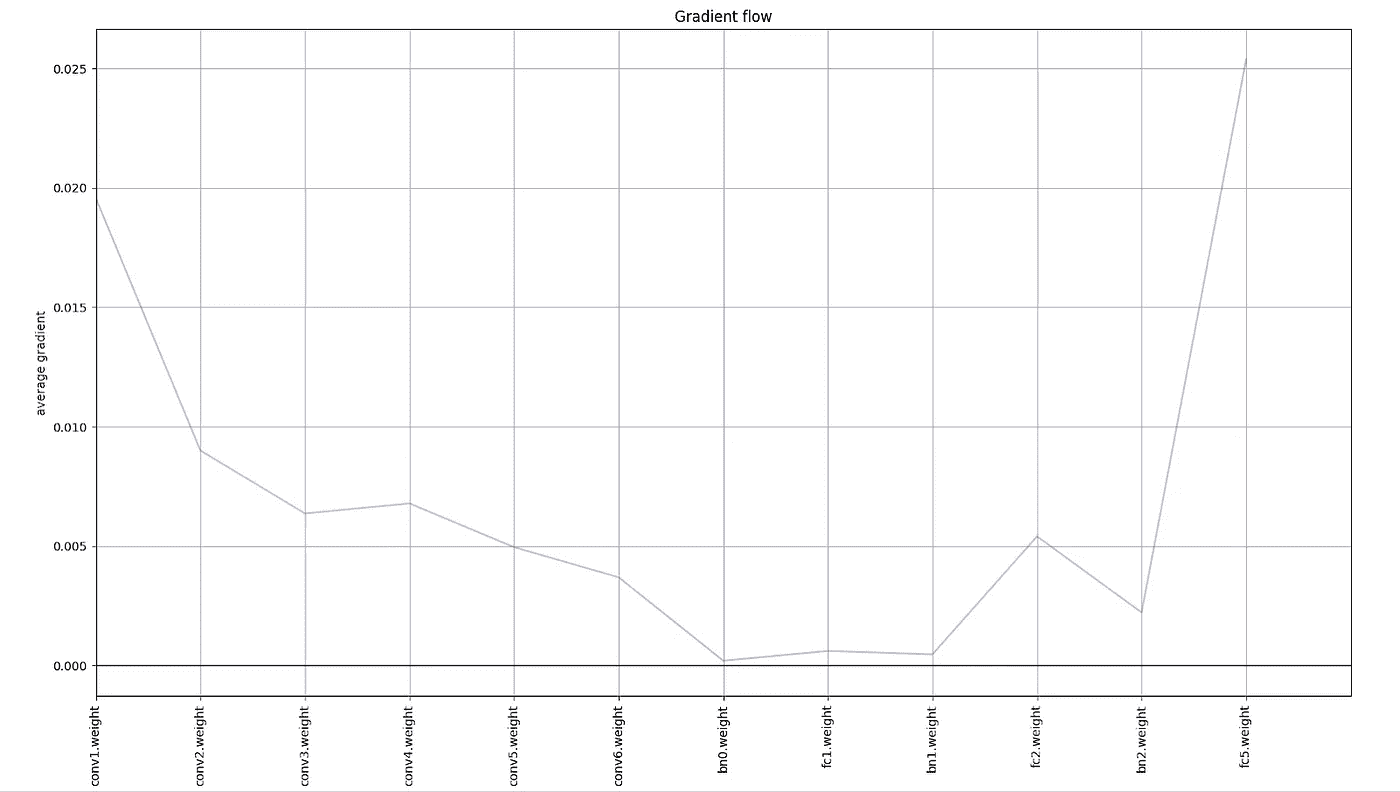 Gradient flow
average gradient
0.025
0.020
0.015
0.010
0.005
0.000
conv1.weight
conv2.weight
conv3.weight
conv4.weight
conv5.weight
conv6.weight
bn0.weight
fc1.weight
bn1.weight
fc2.weight
bn2.weight
fc5.weight